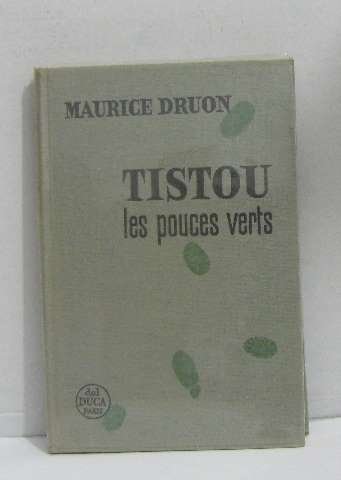 MAURICE DRUON
TISTOU
les pouces verts
del
DUCA
PARIS